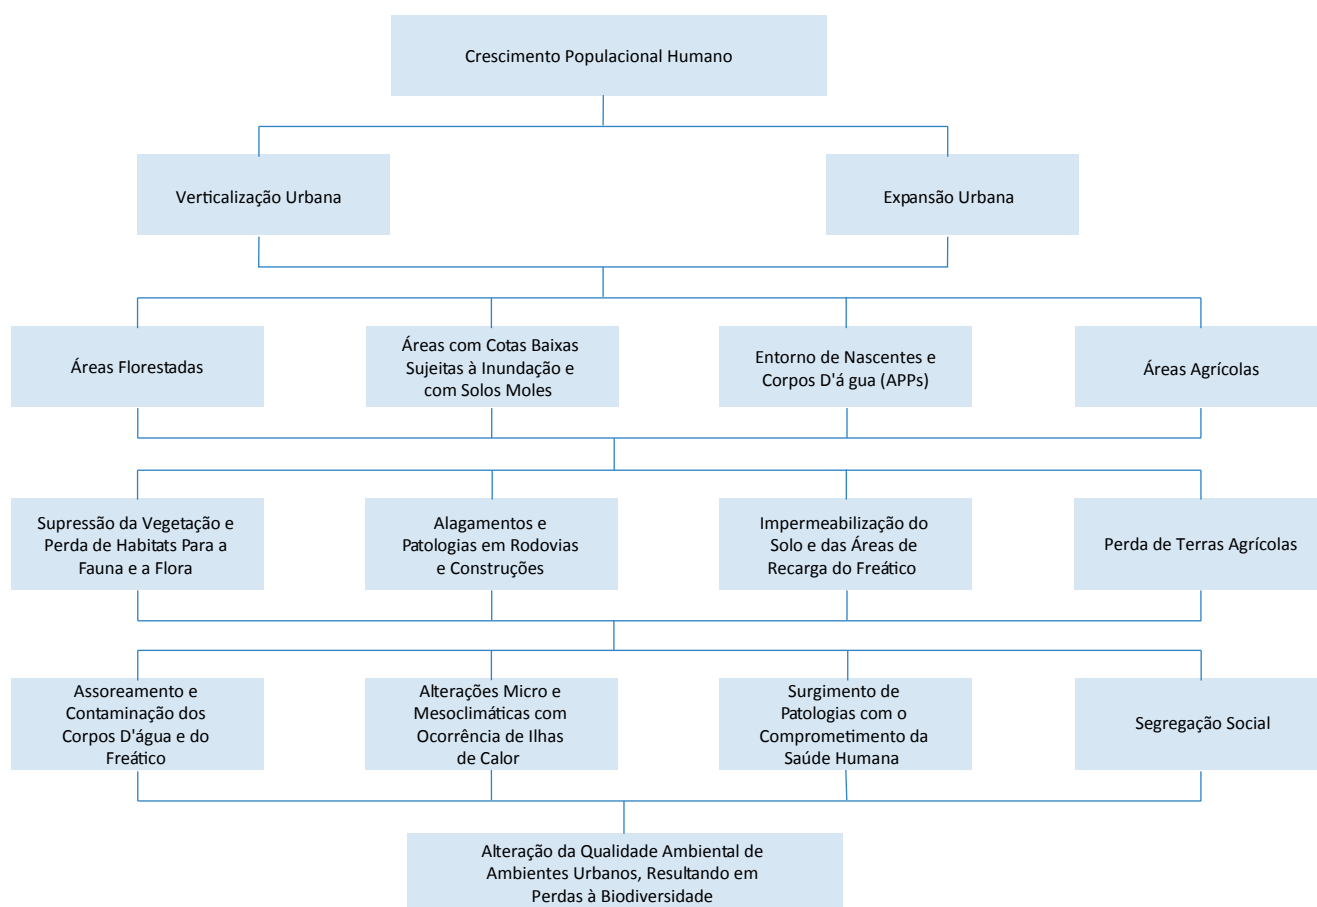 Crescimento Populacional Humano
Verticalização Urbana
Expansão Urbana
Áreas Florestadas
Áreas com Cotas Baixas
Sujeitas à Inundação e
com Solos Moles
Entorno de Nascentes e
Corpos D'á gua (APPs)
Áreas Agrícolas
Supressão da Vegetação e
Perda de Habitats Para a
Fauna e a Flora
Alagamentos e
Patologias em Rodovias
e Construções
Impermeabilização do
Solo e das Áreas de
Recarga do Freático
Perda de Terras Agrícolas
Assoreamento e
Contaminação dos
Corpos D'água e do
Freático
Alterações Micro e
Mesoclimáticas com
Ocorrência de Ilhas
de Calor
Surgimento de
Patologias com o
Comprometimento da
Saúde Humana
Segregação Social
Alteração da Qualidade Ambiental de
Ambientes Urbanos, Resultando em
Perdas à Biodiversidade